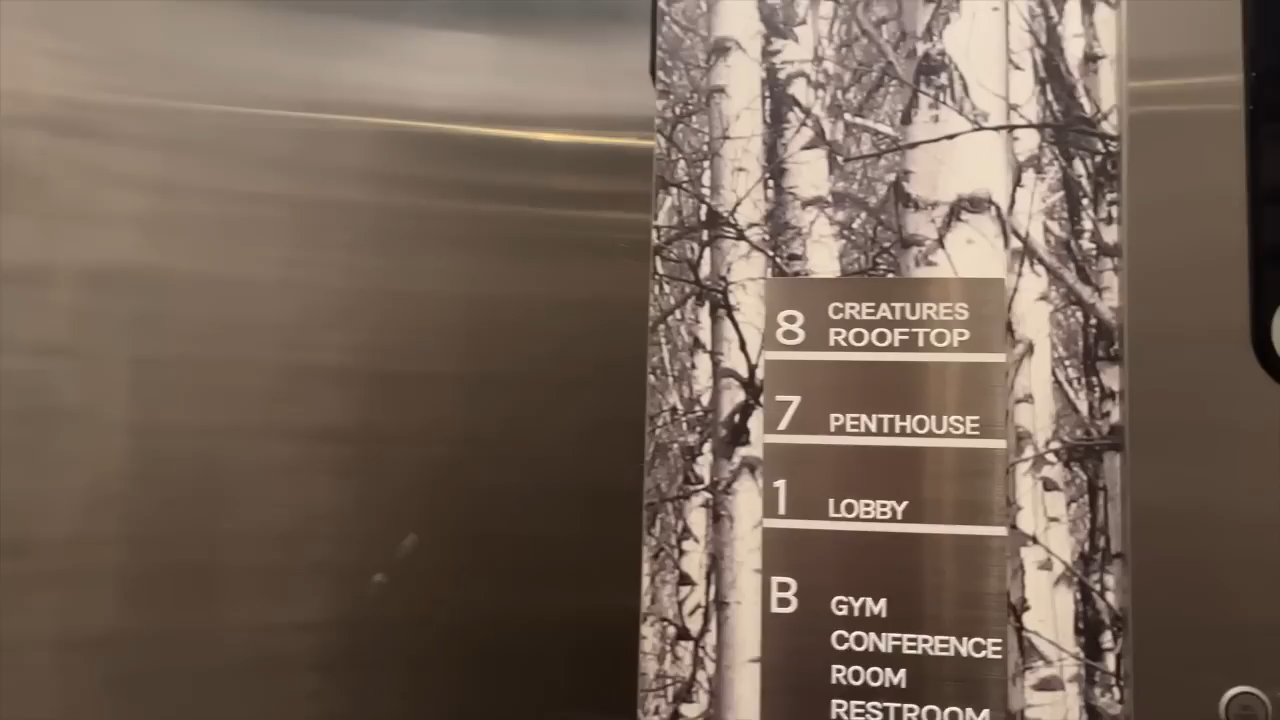 8 CREATURES
ROOFTOP
7 PENTHOUSE
1 LOBBY
B GYM
CONFERENCE
ROOM
RESTROOM